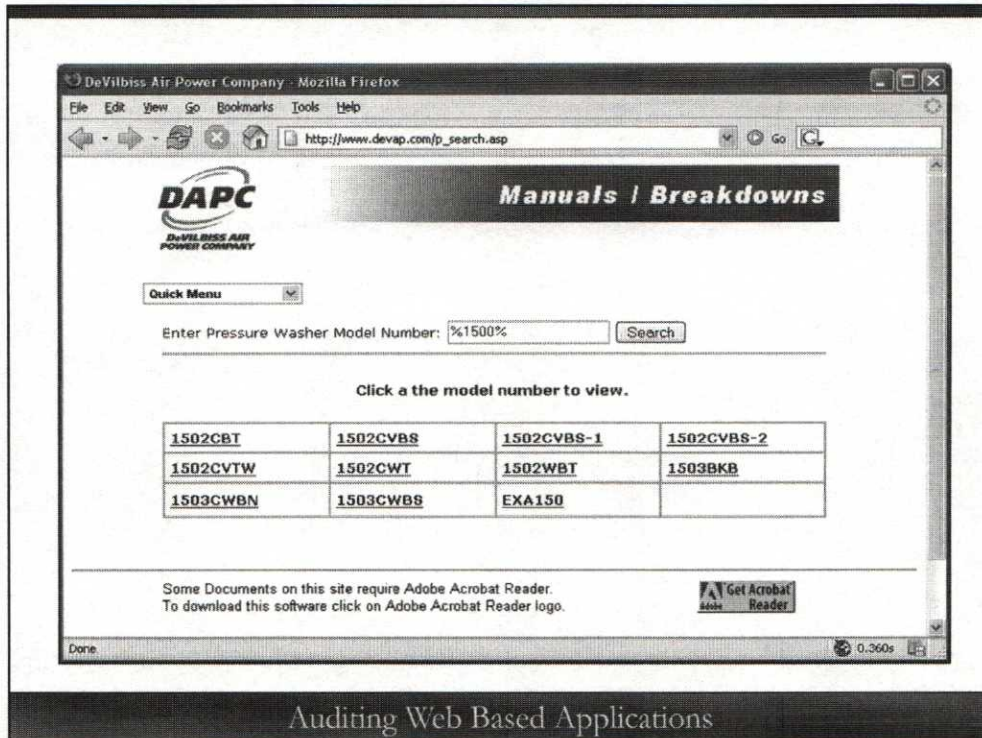 DeVilbiss Air Power Company - Mozilla Firefox
File Edit View Go Bookmarks Tools Help
http://www.devap.com/p_search.asp Go
DAPC
DeVILBISS AIR
POWER COMPANY
Manuals / Breakdowns
Quick Menu
Enter Pressure Washer Model Number: %1500% Search
Click a the model number to view.
1502CBT 1502CVBS 1502CVBS-1 1502CVBS-2
1502CVTW 1502CWT 1502WBT 1503BKB
1503CWBN 1503CWBS EXA150
Some Documents on this site require Adobe Acrobat Reader.
To download this software click on Adobe Acrobat Reader logo.
Get Acrobat
Adobe Reader
Done 0.360s
Auditing Web Based Applications